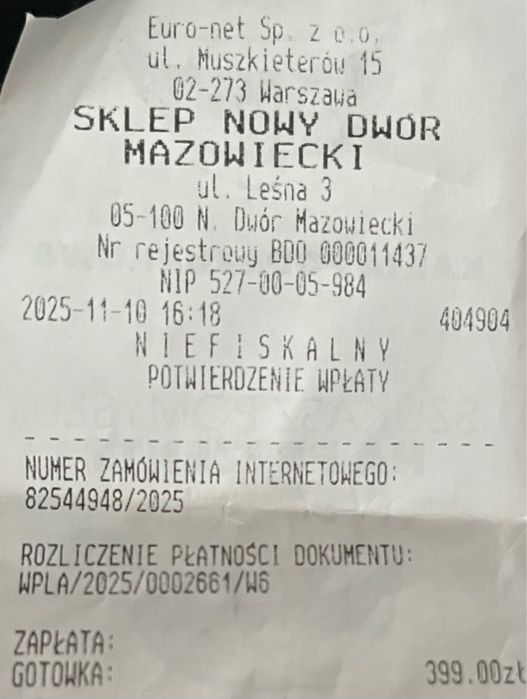 Euro-net Sp. z o.o.
ul. Muszkieterów 15
02-273 Warszawa
SKLEP NOWY DWÓR
MAZOWIECKI
ul. Leśna 3
05-100 N. Dwór Mazowiecki
Nr rejestrowy BDO 000011437
NIP 527-00-05-984
2025-11-10 16:18 404904
N I E F I S K A L N Y
POTWIERDZENIE WPŁATY
NUMER ZAMÓWIENIA INTERNETOWEGO:
82544948/2025
ROZLICZENIE PŁATNOŚCI DOKUMENTU:
WPLA/2025/0002661/W6
ZAPŁATA:
GOTÓWKA: 399.00zł